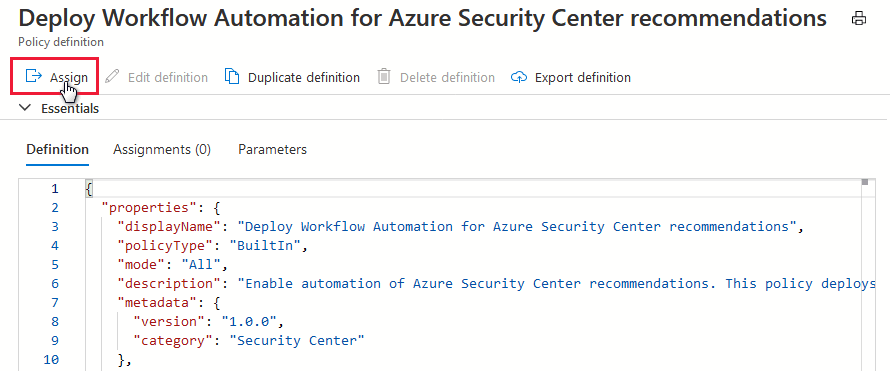 Deploy Workflow Automation for Azure Security Center recommendations
Policy definition
Assign Edit definition Duplicate definition Delete definition Export definition
Essentials
Definition Assignments (0) Parameters
1 {
2 "properties": {
3 "displayName": "Deploy Workflow Automation for Azure Security Center recommendations",
4 "policyType": "BuiltIn",
5 "mode": "All",
6 "description": "Enable automation of Azure Security Center recommendations. This policy deploys
7 "metadata": {
8 "version": "1.0.0",
9 "category": "Security Center"
10 },